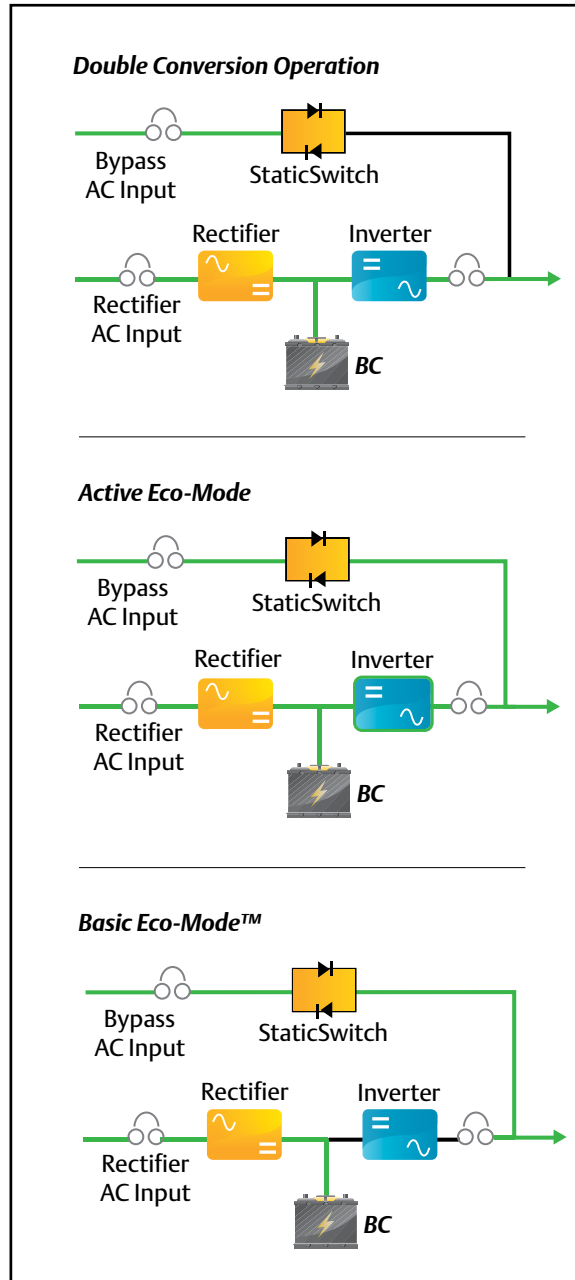 Double Conversion Operation
Bypass
AC Input
StaticSwitch
Rectifier
Inverter
Rectifier
AC Input
BC
Active Eco-Mode
Bypass
AC Input
StaticSwitch
Rectifier
Inverter
Rectifier
AC Input
BC
Basic Eco-Mode™
Bypass
AC Input
StaticSwitch
Rectifier
Inverter
Rectifier
AC Input
BC